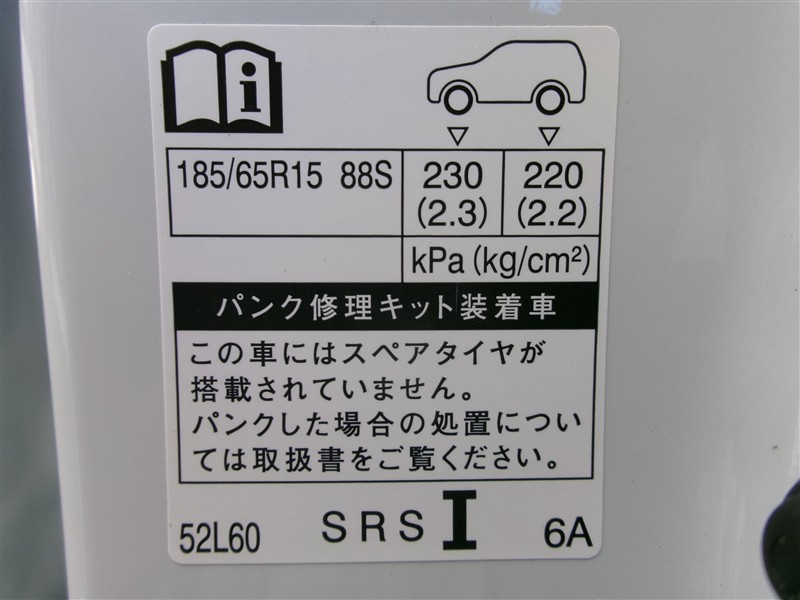 i
185/65R15 88S 230 220
(2.3) (2.2)
kPa (kg/cm²)
パンク修理キット装着車
この車にはスペアタイヤが
搭載されていません。
パンクした場合の処置につい
ては取扱書をご覧ください。
52L60 SRS I 6A